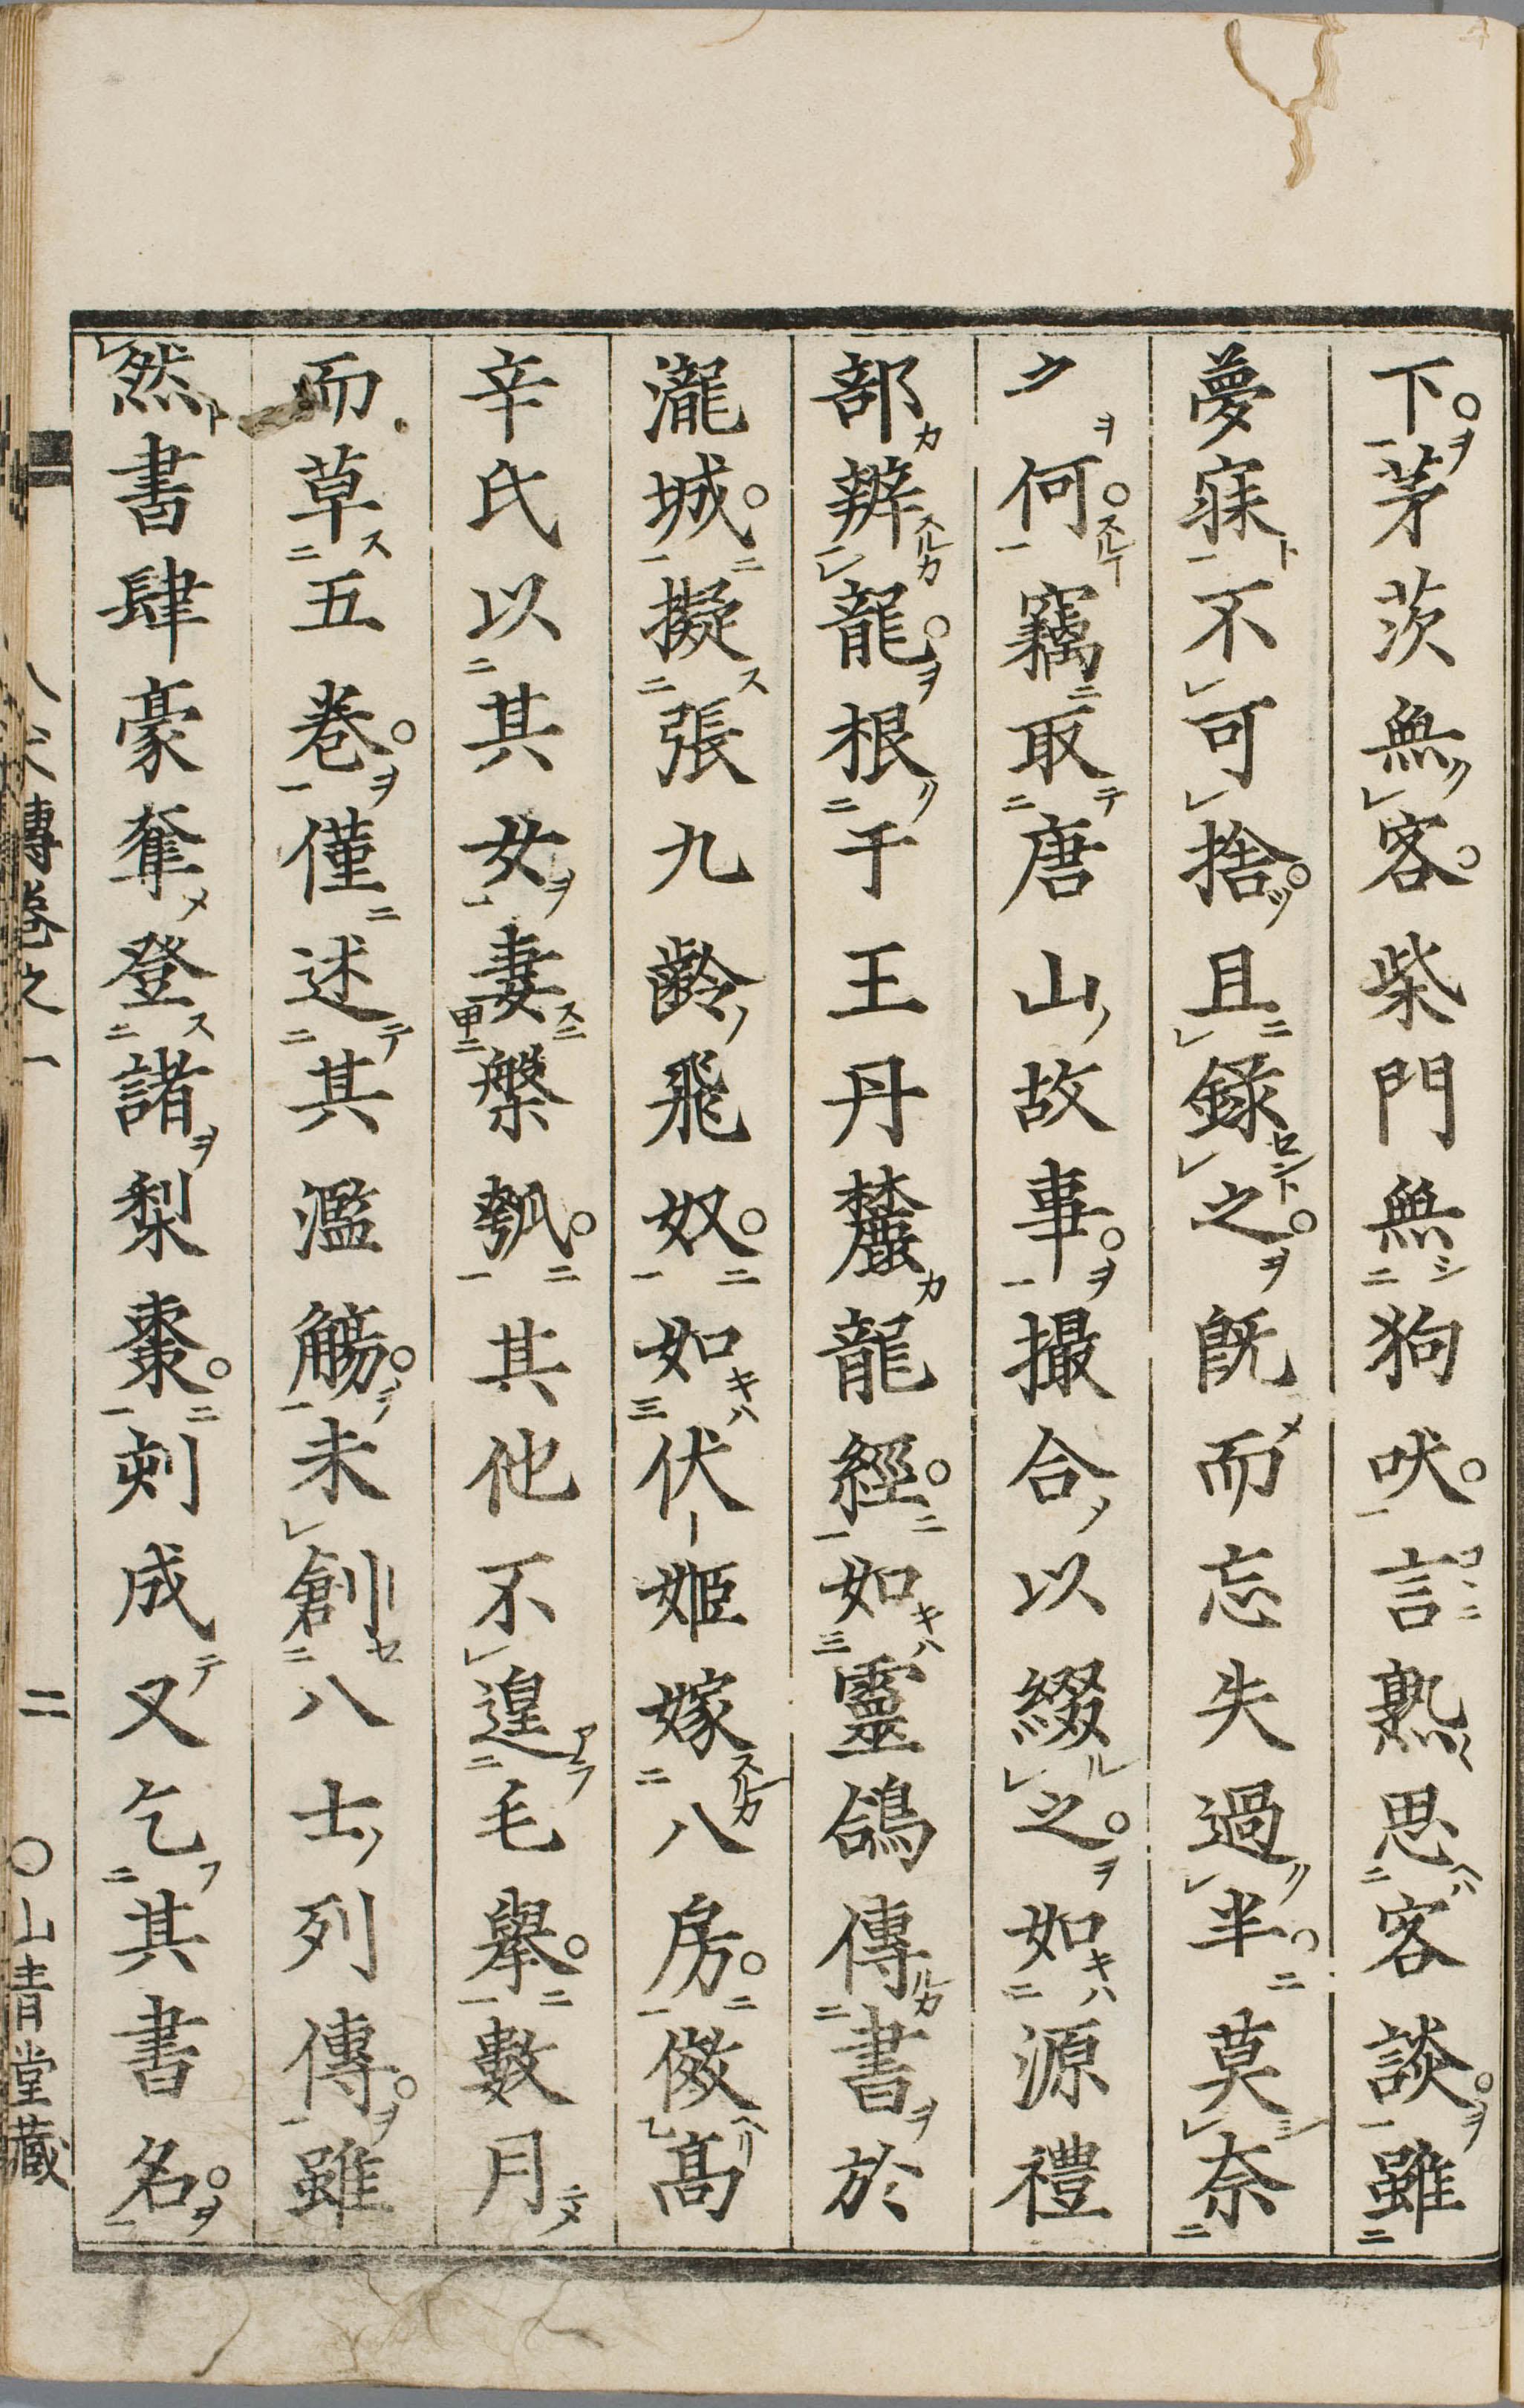 下。茅茨無客。柴門無狗吠。言熟思客談。雖
夢寐不可捨。且錄之。既而忘失過半。莫奈
ク何。竊取唐山故事。撮合以綴之。如源禮
部辨龍。根于王丹麓龍經。如靈鴿傳書於
瀧城。擬張九齡飛奴。如伏姬嫁八房。倣高
辛氏以其女妻槃瓠。其他不遑毛擧。數月
而草五巻。僅述其濫觴。未創八士列傳。雖
然書肆豪奪登諸梨棗。刻成又乞其書名。
八犬傳巻之一 二 ○山青堂藏